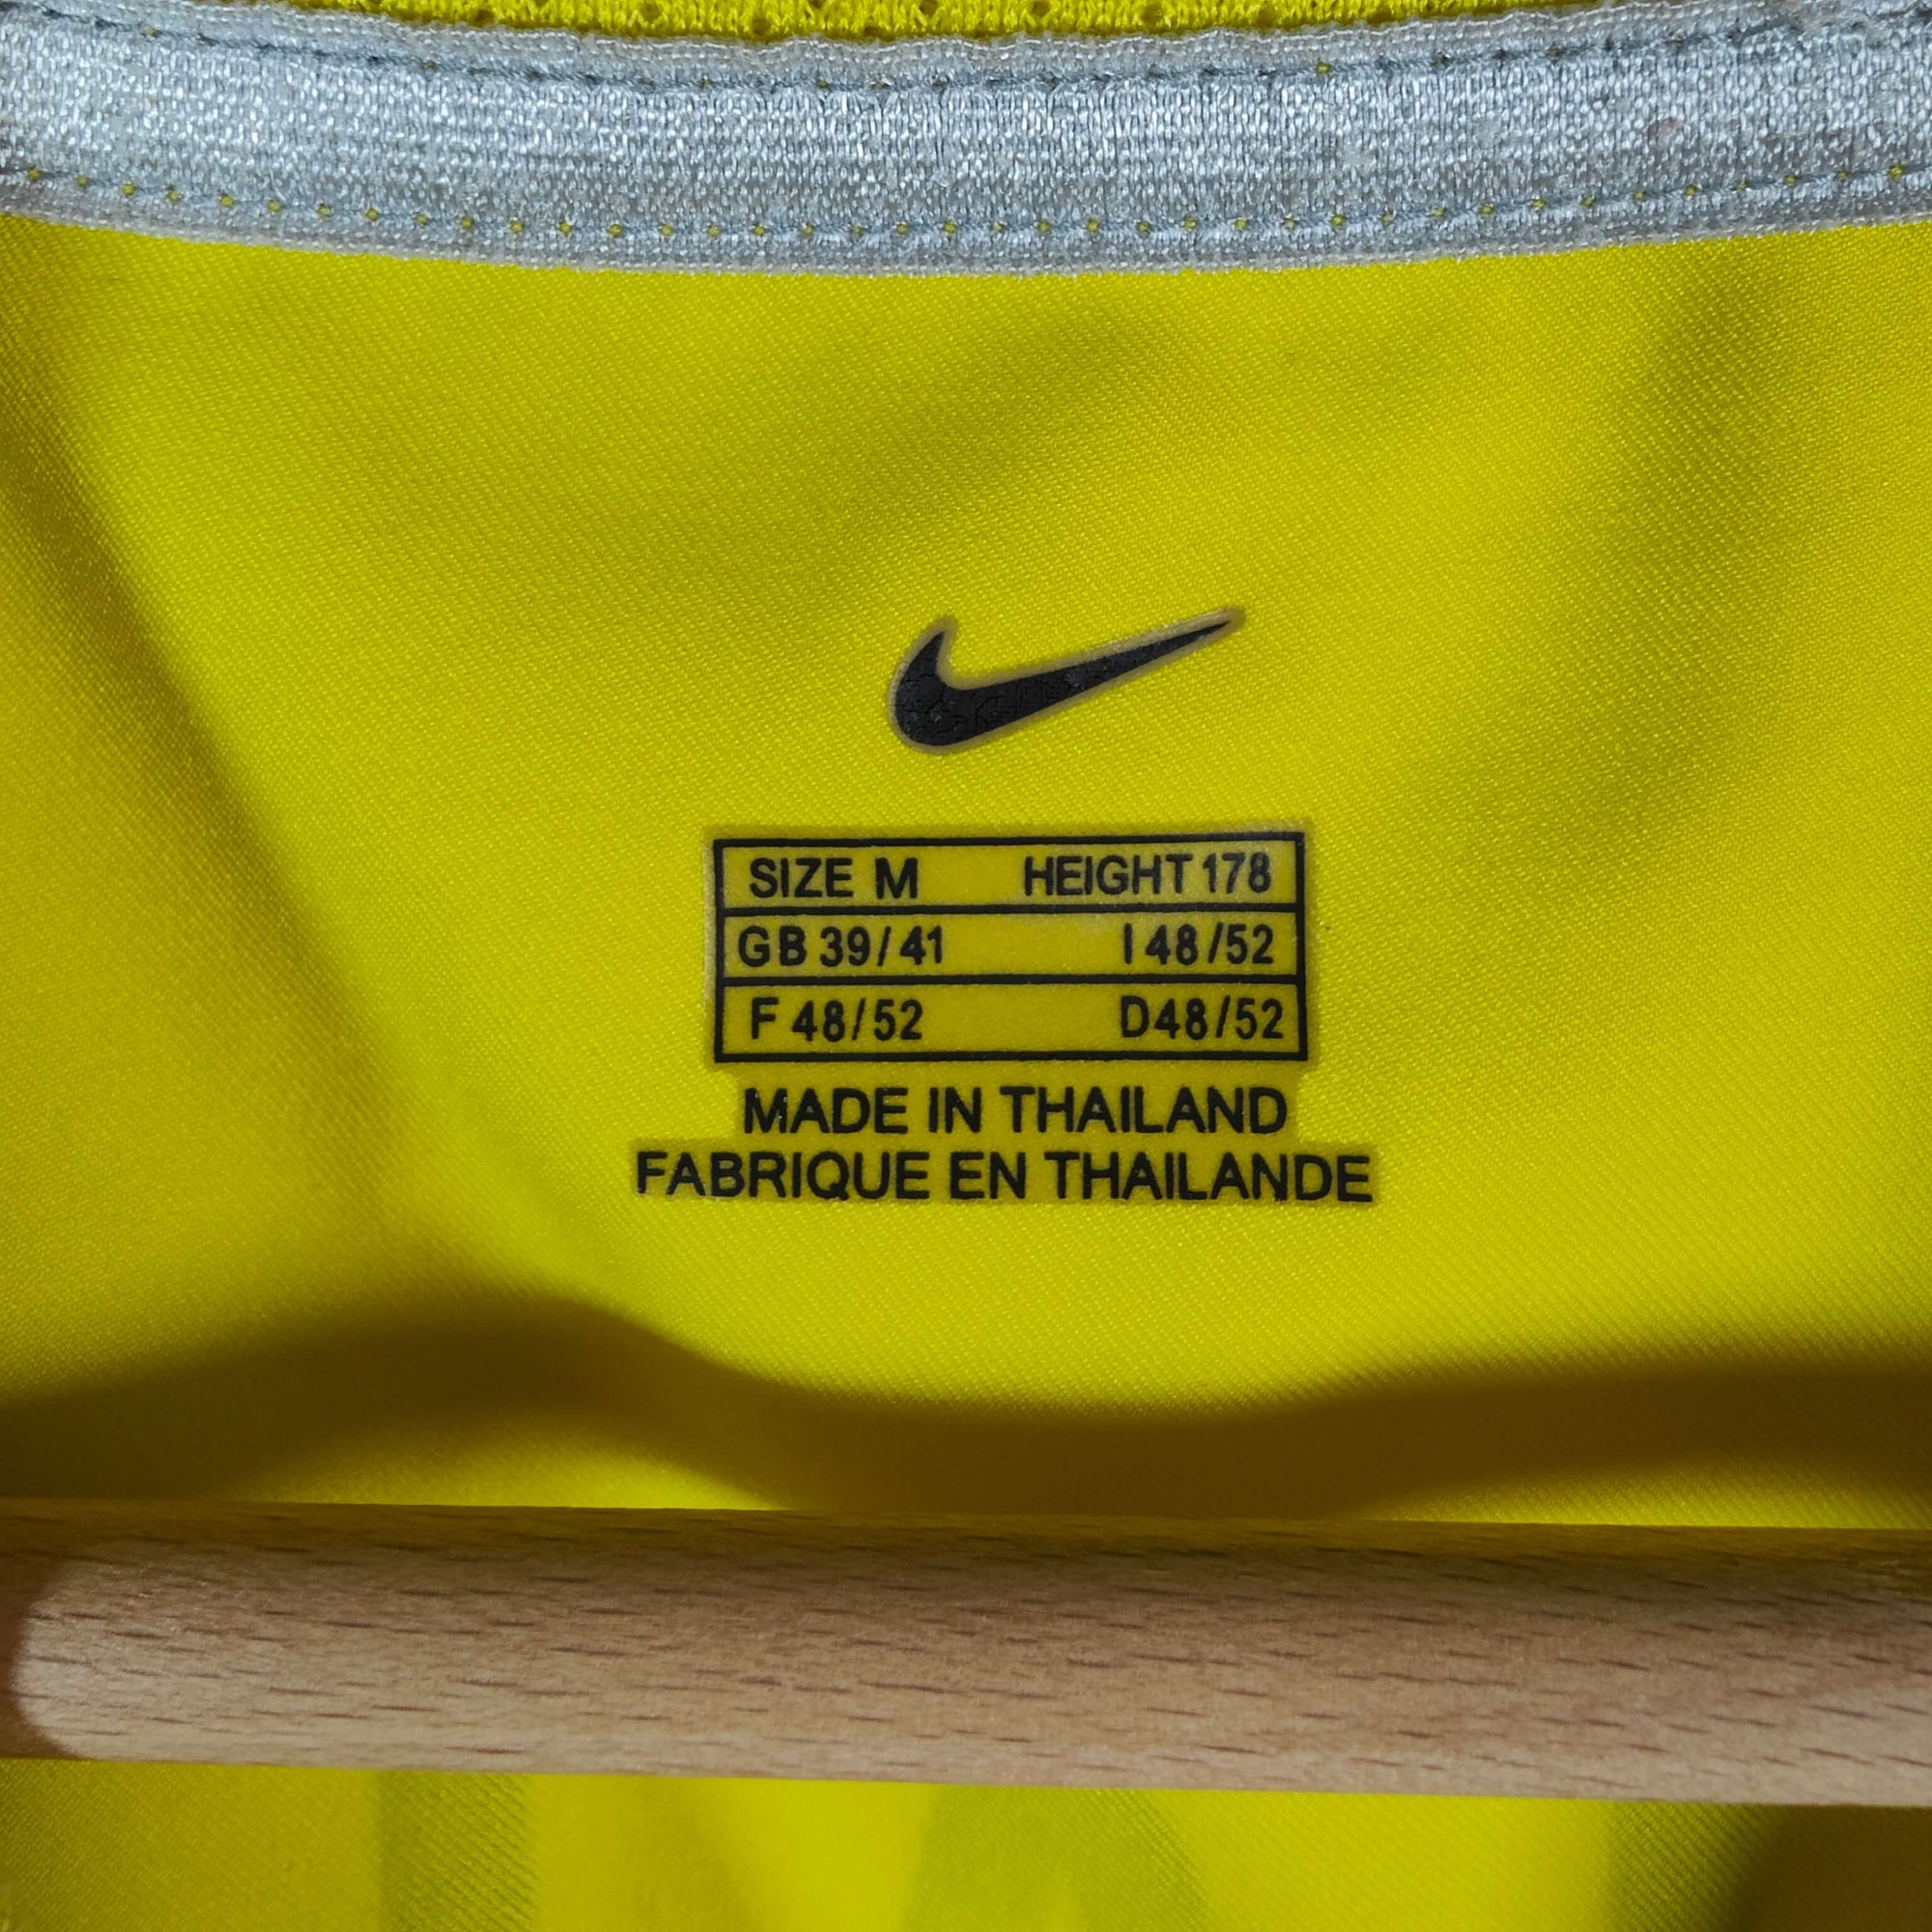 SIZE M HEIGHT 178
GB 39/41 I 48/52
F 48/52 D48/52
MADE IN THAILAND
FABRIQUE EN THAILANDE